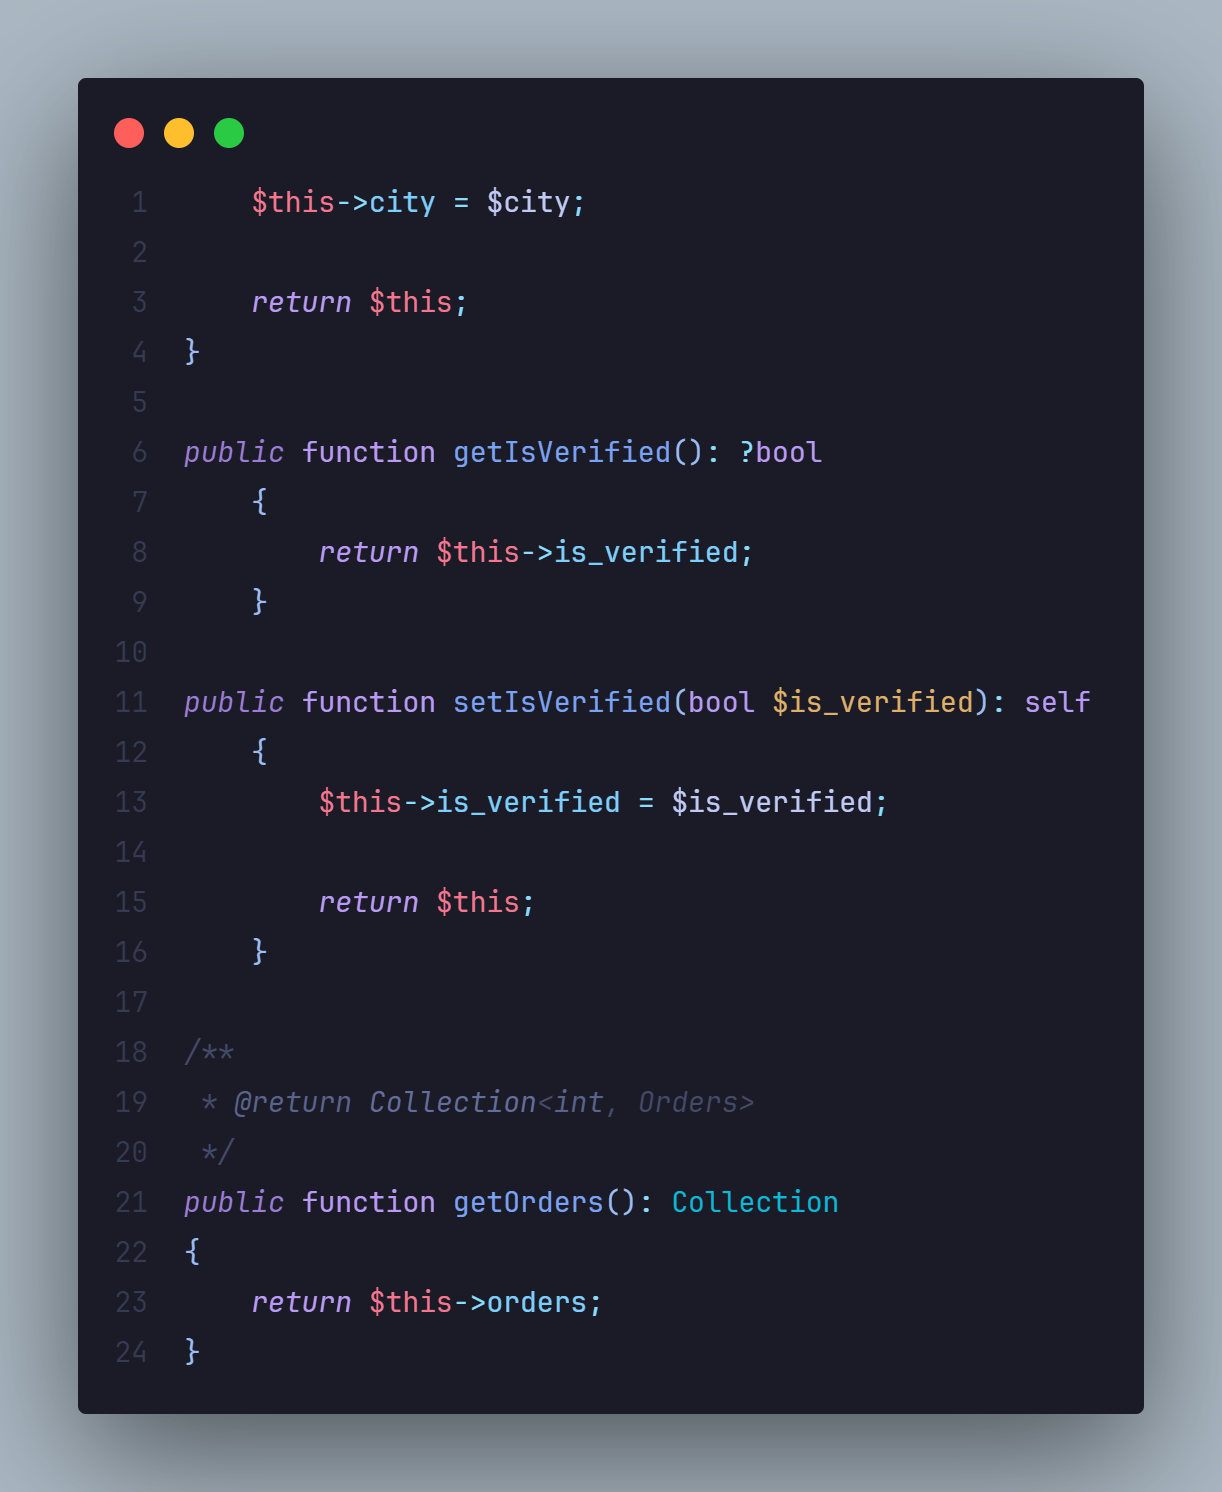 1     $this->city = $city;
2
3     return $this;
4 }
5
6 public function getIsVerified(): ?bool
7     {
8         return $this->is_verified;
9     }
10
11 public function setIsVerified(bool $is_verified): self
12     {
13         $this->is_verified = $is_verified;
14
15         return $this;
16     }
17
18 /**
19  * @return Collection<int, Orders>
20  */
21 public function getOrders(): Collection
22 {
23     return $this->orders;
24 }